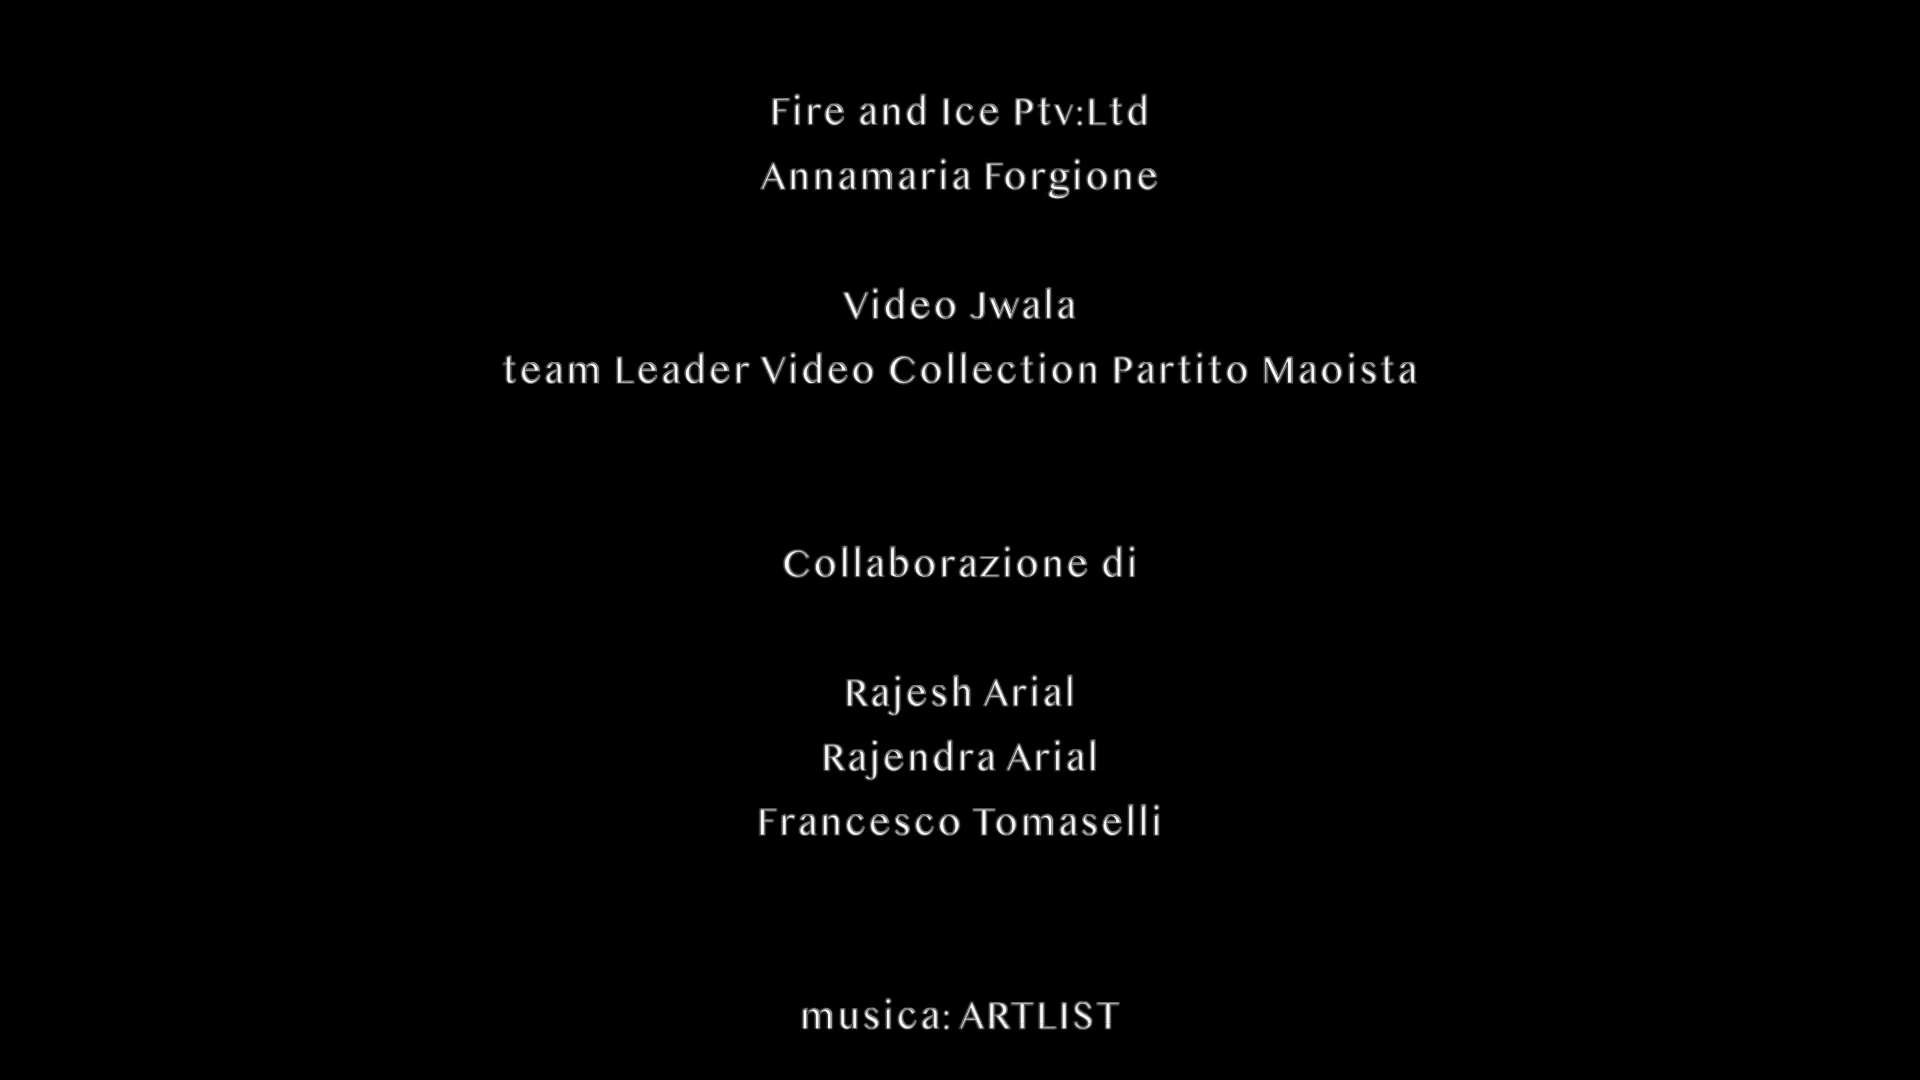 Fire and Ice Ptv:Ltd
Annamaria Forgione
Video Jwala
team Leader Video Collection Partito Maoista
Collaborazione di
Rajesh Arial
Rajendra Arial
Francesco Tomaselli
musica: ARTLIST